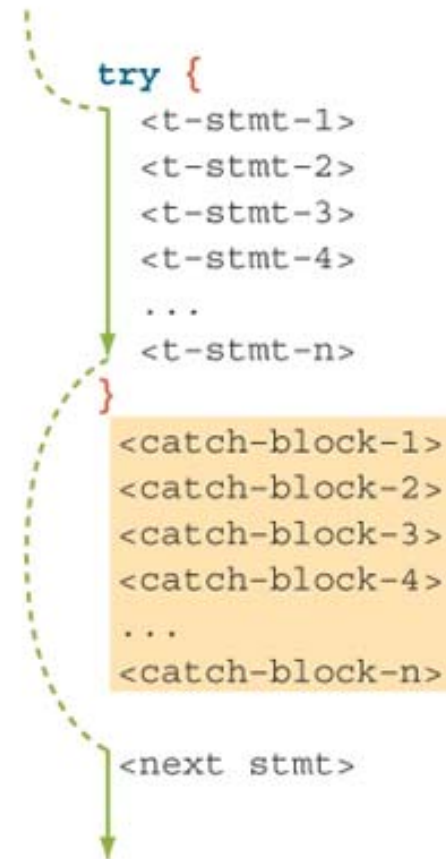 try {
<t-stmt-1>
<t-stmt-2>
<t-stmt-3>
<t-stmt-4>
...
<t-stmt-n>
}
<catch-block-1>
<catch-block-2>
<catch-block-3>
<catch-block-4>
...
<catch-block-n>
<next stmt>